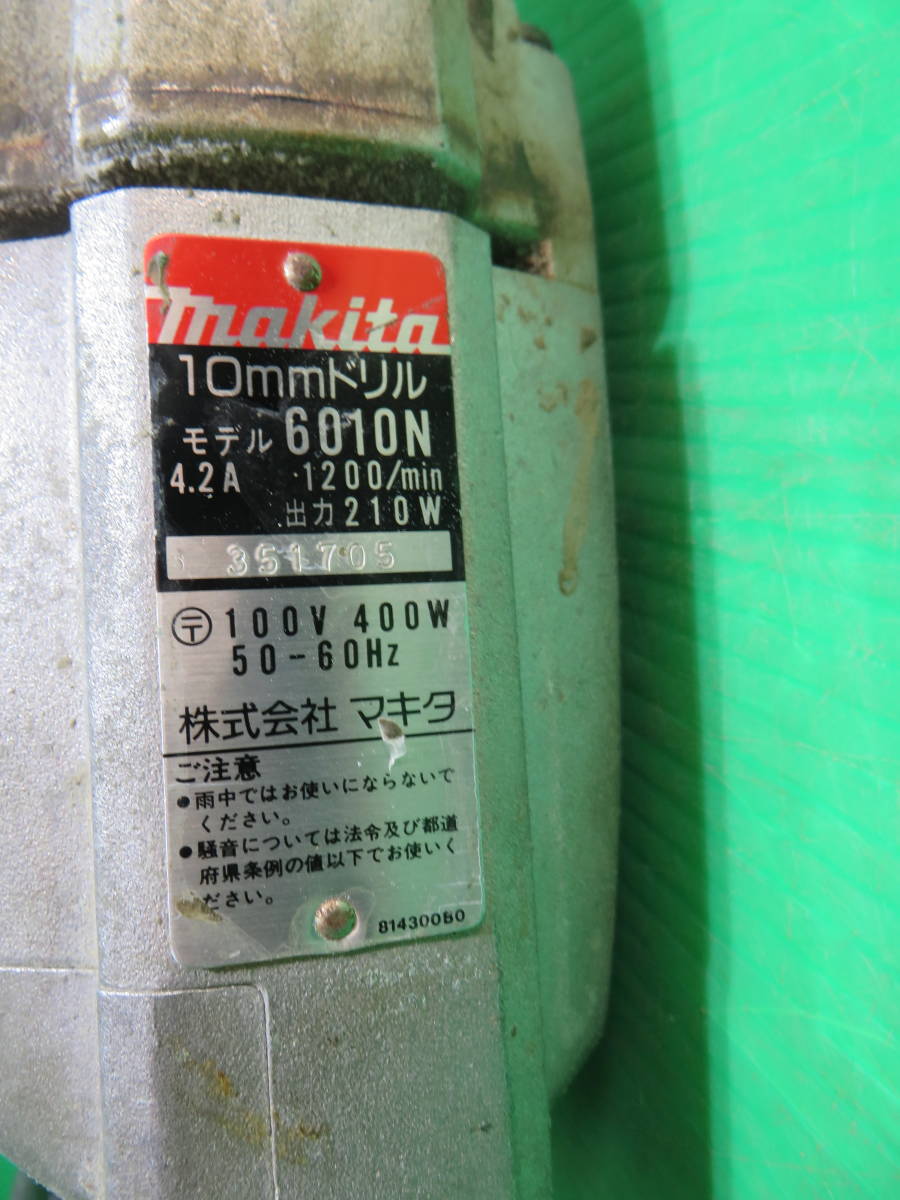 makita
10mmドリル
モデル 6010N
4.2A 1200/min
出力 210W
351705
〶 100V 400W
50-60Hz
株式会社 マキタ
ご注意
●雨中ではお使いにならないで
ください。
●騒音については法令及び都道
府県条例の値以下でお使いく
ださい。
814300B0